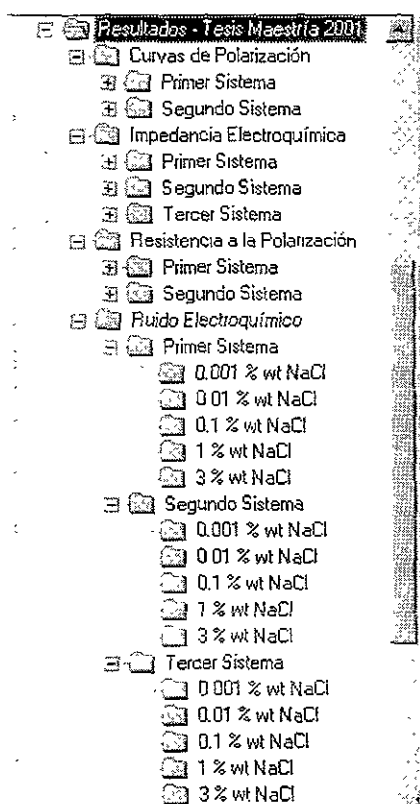 Resultados - Tesis Maestría 2001
Curvas de Polarización
Primer Sistema
Segundo Sistema
Impedancia Electroquímica
Primer Sistema
Segundo Sistema
Tercer Sistema
Resistencia a la Polarización
Primer Sistema
Segundo Sistema
Ruido Electroquímico
Primer Sistema
0.001 % wt NaCl
0.01 % wt NaCl
0.1 % wt NaCl
1 % wt NaCl
3 % wt NaCl
Segundo Sistema
0.001 % wt NaCl
0.01 % wt NaCl
0.1 % wt NaCl
1 % wt NaCl
3 % wt NaCl
Tercer Sistema
0.001 % wt NaCl
0.01 % wt NaCl
0.1 % wt NaCl
1 % wt NaCl
3 % wt NaCl